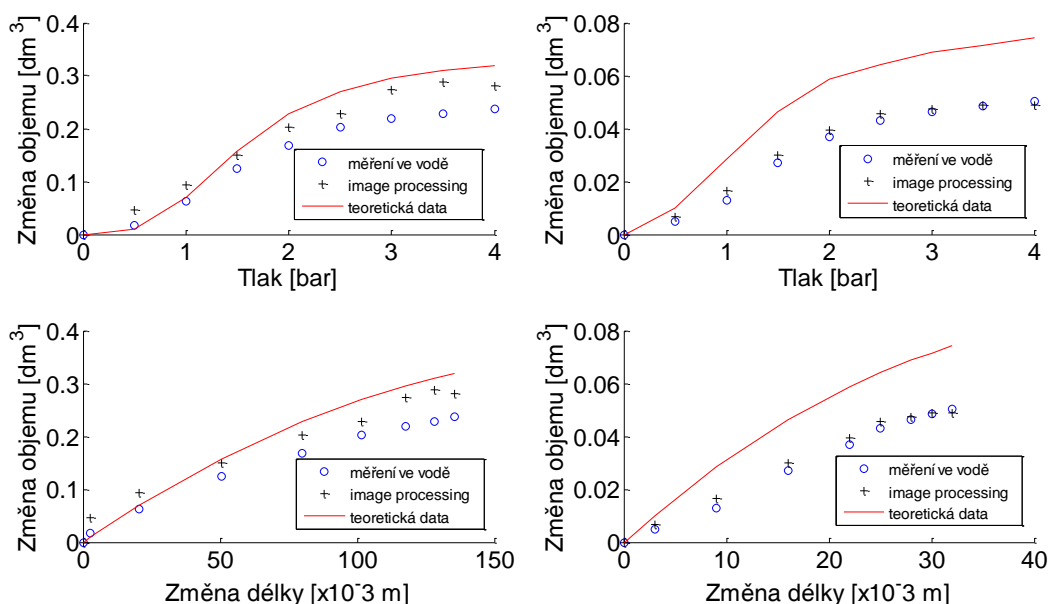 Změna objemu [dm³]
0.4
0.3
0.2
0.1
0
měření ve vodě
image processing
teoretická data
0 1 2 3 4
Tlak [bar]
Změna objemu [dm³]
0.08
0.06
0.04
0.02
0
měření ve vodě
image processing
teoretická data
0 1 2 3 4
Tlak [bar]
Změna objemu [dm³]
0.4
0.3
0.2
0.1
0
měření ve vodě
image processing
teoretická data
0 50 100 150
Změna délky [x10⁻3 m]
Změna objemu [dm³]
0.08
0.06
0.04
0.02
0
měření ve vodě
image processing
teoretická data
0 10 20 30 40
Změna délky [x10⁻3 m]